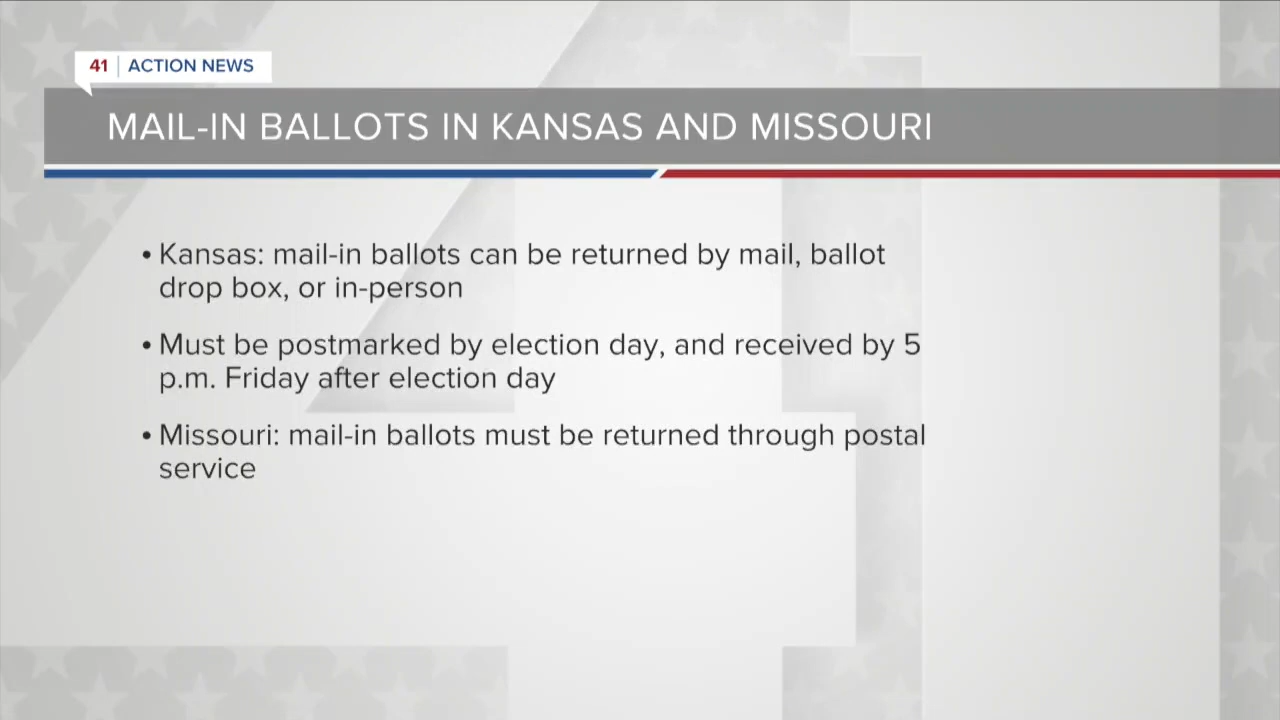 41 | ACTION NEWS
MAIL-IN BALLOTS IN KANSAS AND MISSOURI
• Kansas: mail-in ballots can be returned by mail, ballot
drop box, or in-person
• Must be postmarked by election day, and received by 5
p.m. Friday after election day
• Missouri: mail-in ballots must be returned through postal
service